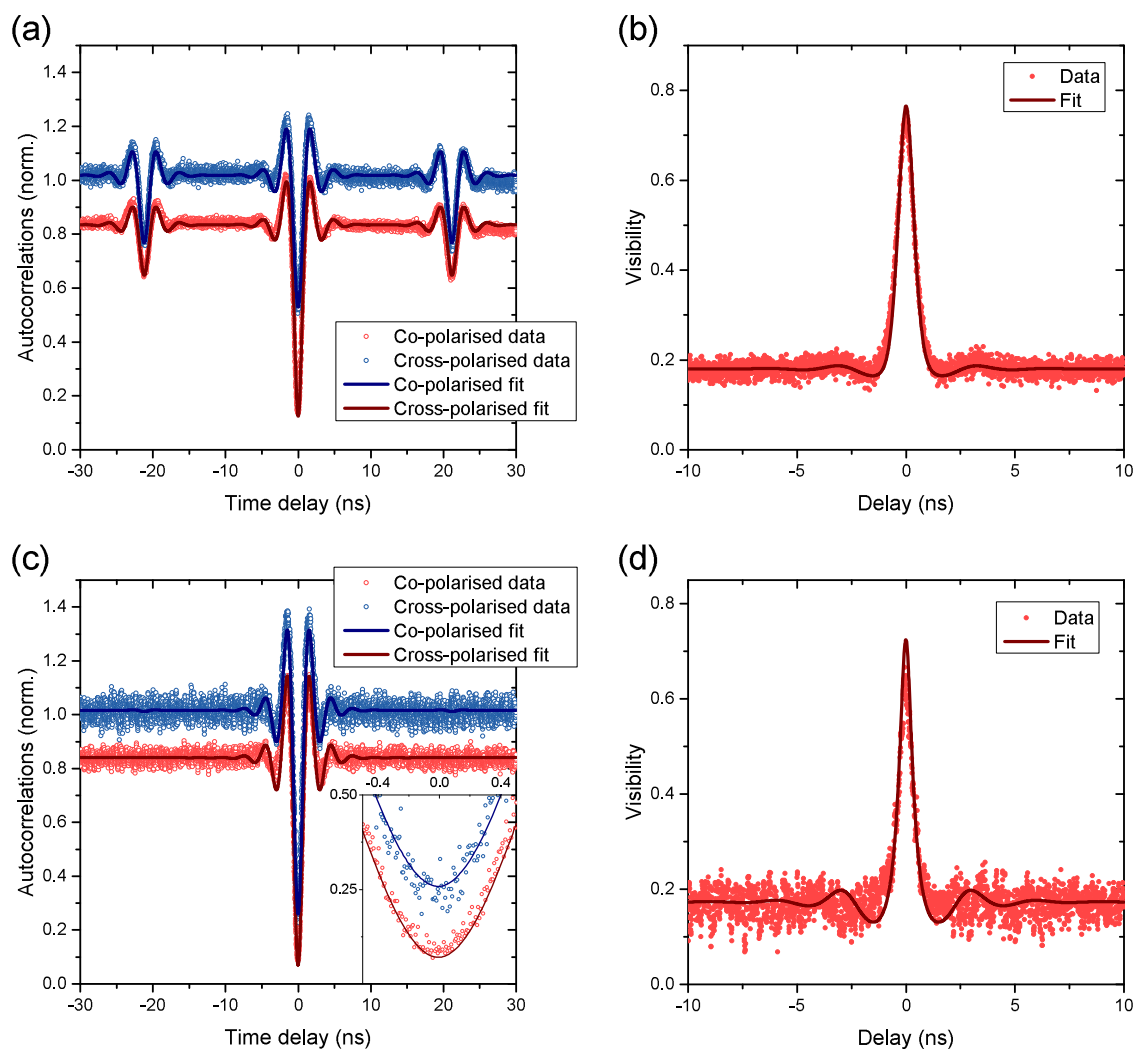 (a)
1.4
1.2
1.0
0.8
0.6
0.4
0.2
0.0
Autocorrelations (norm.)
Co-polarised data
Cross-polarised data
Co-polarised fit
Cross-polarised fit
-30 -20 -10 0 10 20 30
Time delay (ns)
(b)
0.8
0.6
0.4
0.2
0.0
Visibility
Data
Fit
-10 -5 0 5 10
Delay (ns)
(c)
1.4
1.2
1.0
0.8
0.6
0.4
0.2
0.0
Autocorrelations (norm.)
Co-polarised data
Cross-polarised data
Co-polarised fit
Cross-polarised fit
-0.4 0.0 0.4
0.50
0.25
-30 -20 -10 0 10 20 30
Time delay (ns)
(d)
0.8
0.6
0.4
0.2
0.0
Visibility
Data
Fit
-10 -5 0 5 10
Delay (ns)